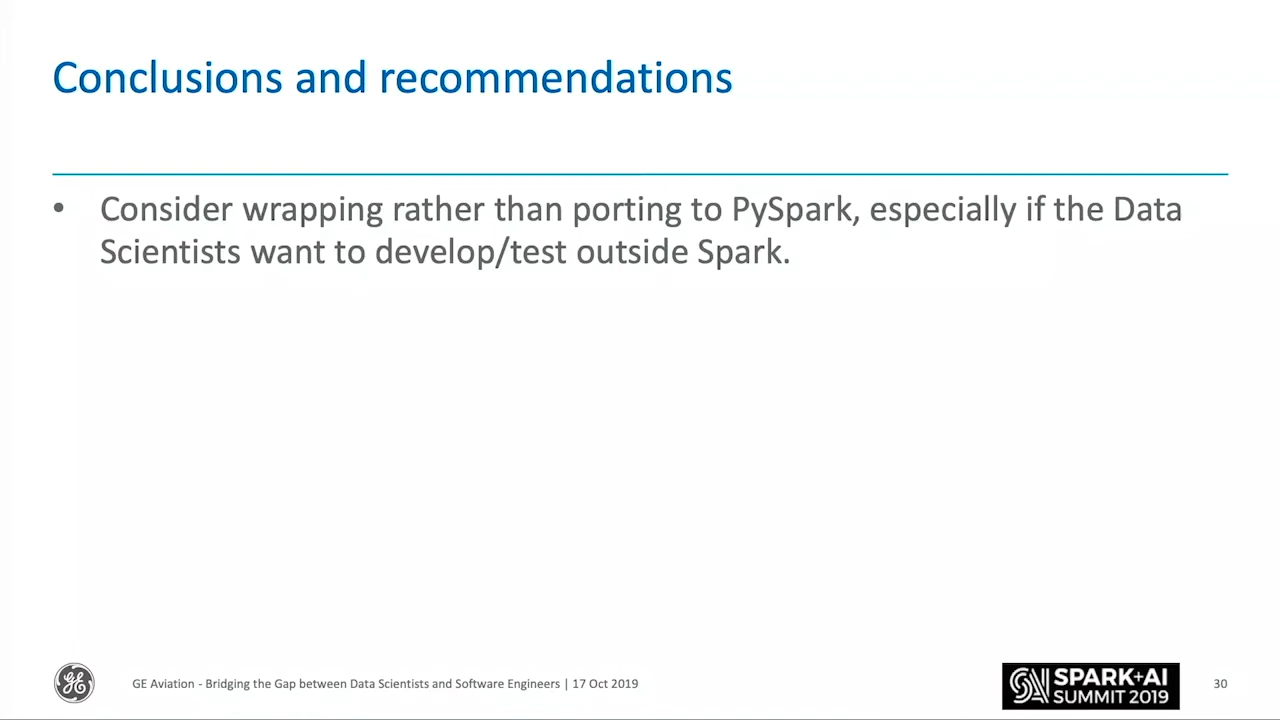 Conclusions and recommendations
• Consider wrapping rather than porting to PySpark, especially if the Data
Scientists want to develop/test outside Spark.
GE Aviation - Bridging the Gap between Data Scientists and Software Engineers | 17 Oct 2019
SPARK+AI
SUMMIT 2019
30